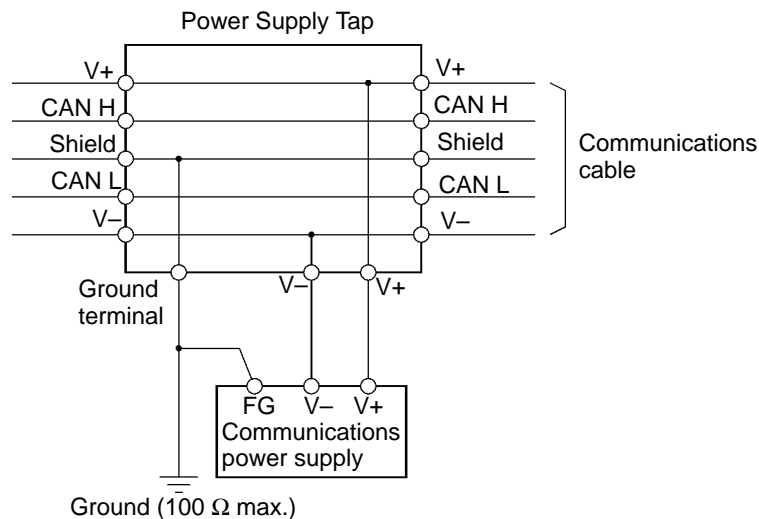 Power Supply Tap
V+
V+
CAN H
CAN H
Shield
Shield
Communications
cable
CAN L
CAN L
V–
V–
Ground
terminal
V–
V+
FG
V–
V+
Communications
power supply
Ground (100 Ω max.)